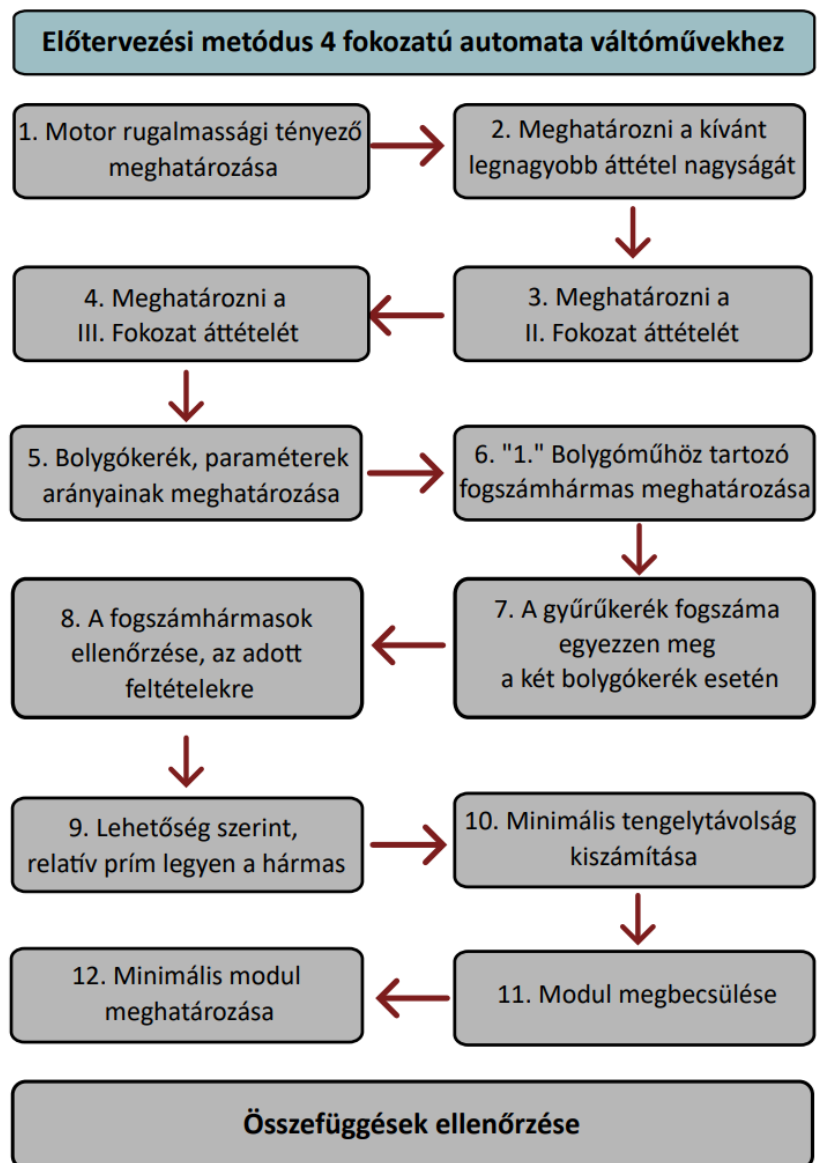 Előtervezési metódus 4 fokozatú automata váltóművekhez
1. Motor rugalmassági tényező
meghatározása
2. Meghatározni a kívánt
legnagyobb áttétel nagyságát
3. Meghatározni a
II. Fokozat áttételét
4. Meghatározni a
III. Fokozat áttételét
5. Bolygókerék, paraméterek
arányainak meghatározása
6. "1." Bolygóműhöz tartozó
fogszámhármas meghatározása
7. A gyűrűkerék fogszáma
egyezzen meg
a két bolygókerék esetén
8. A fogszámhármasok
ellenőrzése, az adott
feltételekre
9. Lehetőség szerint,
relatív prím legyen a hármas
10. Minimális tengelytávolság
kiszámítása
11. Modul megbecsülése
12. Minimális modul
meghatározása
Összefüggések ellenőrzése